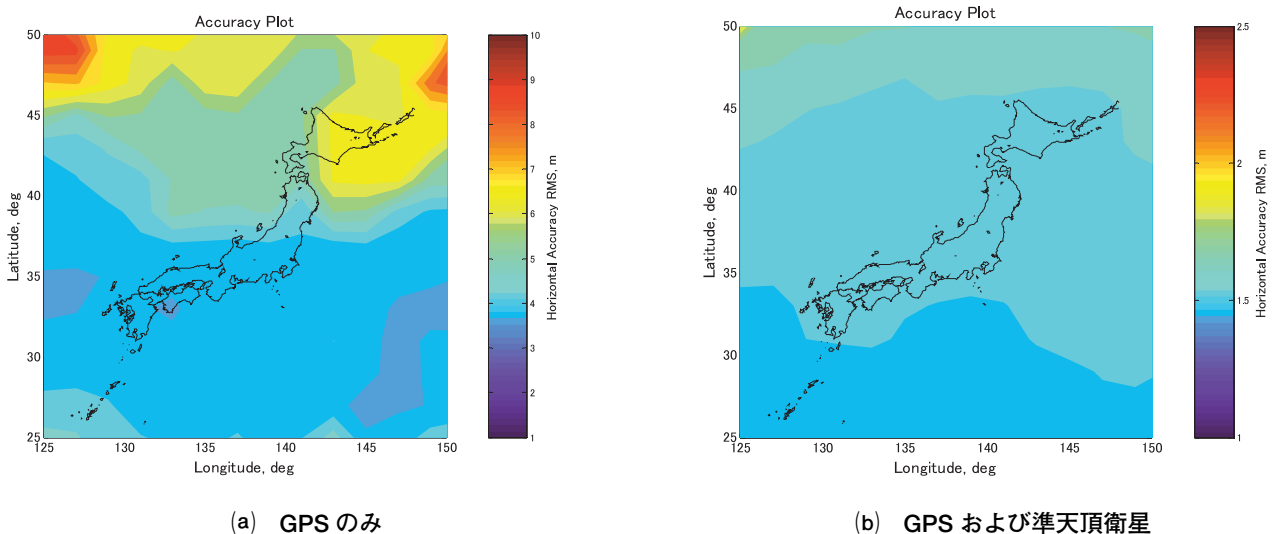 Accuracy Plot
50
45
40
35
30
25
Latitude, deg
125 130 135 140 145 150
Longitude, deg
10
9
8
7
6
5
4
3
2
1
Horizontal Accuracy RMS, m
(a) GPS のみ
Accuracy Plot
50
45
40
35
30
25
Latitude, deg
125 130 135 140 145 150
Longitude, deg
2.5
2
1.5
1
Horizontal Accuracy RMS, m
(b) GPS および準天頂衛星